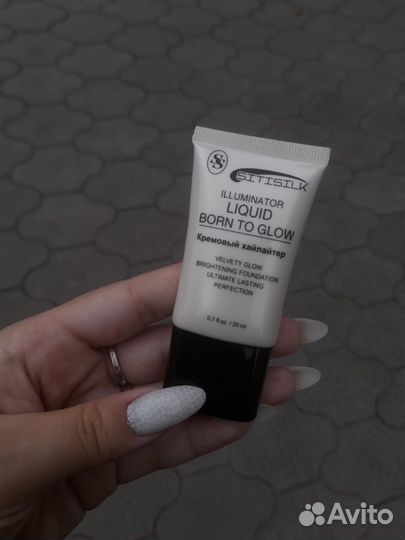 SS
SITISILK
ILLUMINATOR
LIQUID
BORN TO GLOW
Кремовый хайлайтер
VELVETY GLOW
BRIGHTENING FOUNDATION
ULTIMATE LASTING
PERFECTION
0.7 fl oz. / 20 ml
Avito